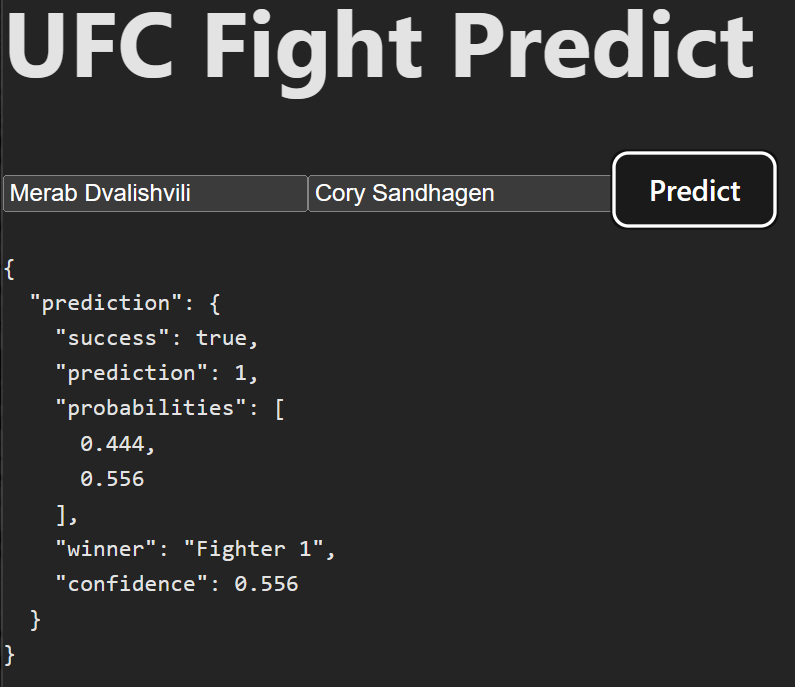 UFC Fight Predict
Merab Dvalishvili Cory Sandhagen Predict
{
  "prediction": {
    "success": true,
    "prediction": 1,
    "probabilities": [
      0.444,
      0.556
    ],
    "winner": "Fighter 1",
    "confidence": 0.556
  }
}